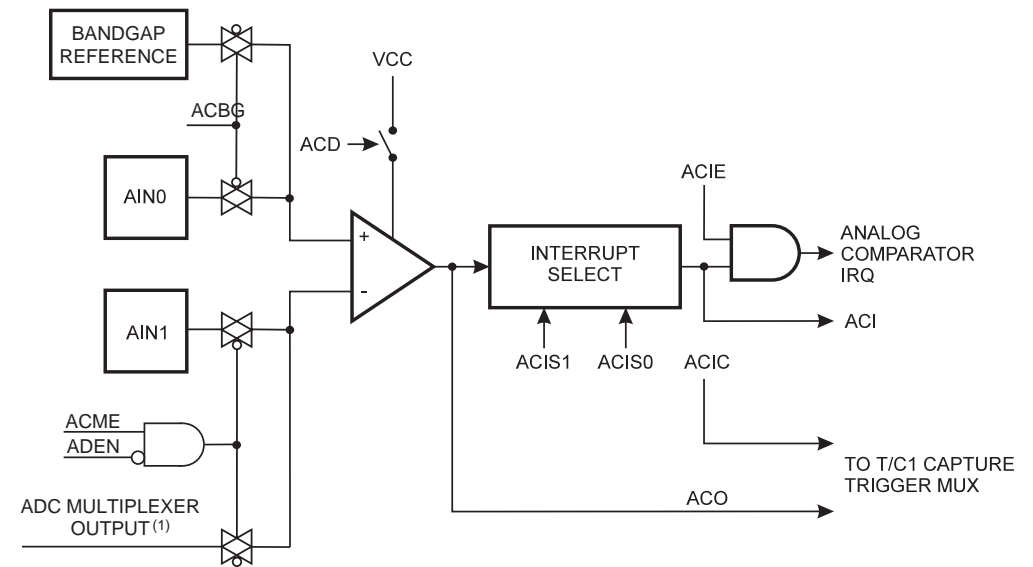 BANDGAP
REFERENCE
VCC
ACBG
ACD
AIN0
ACIE
+
INTERRUPT
SELECT
ANALOG
COMPARATOR
IRQ
-
AIN1
ACI
ACIS1
ACIS0
ACIC
ACME
ADEN
TO T/C1 CAPTURE
TRIGGER MUX
ADC MULTIPLEXER
OUTPUT (1)
ACO